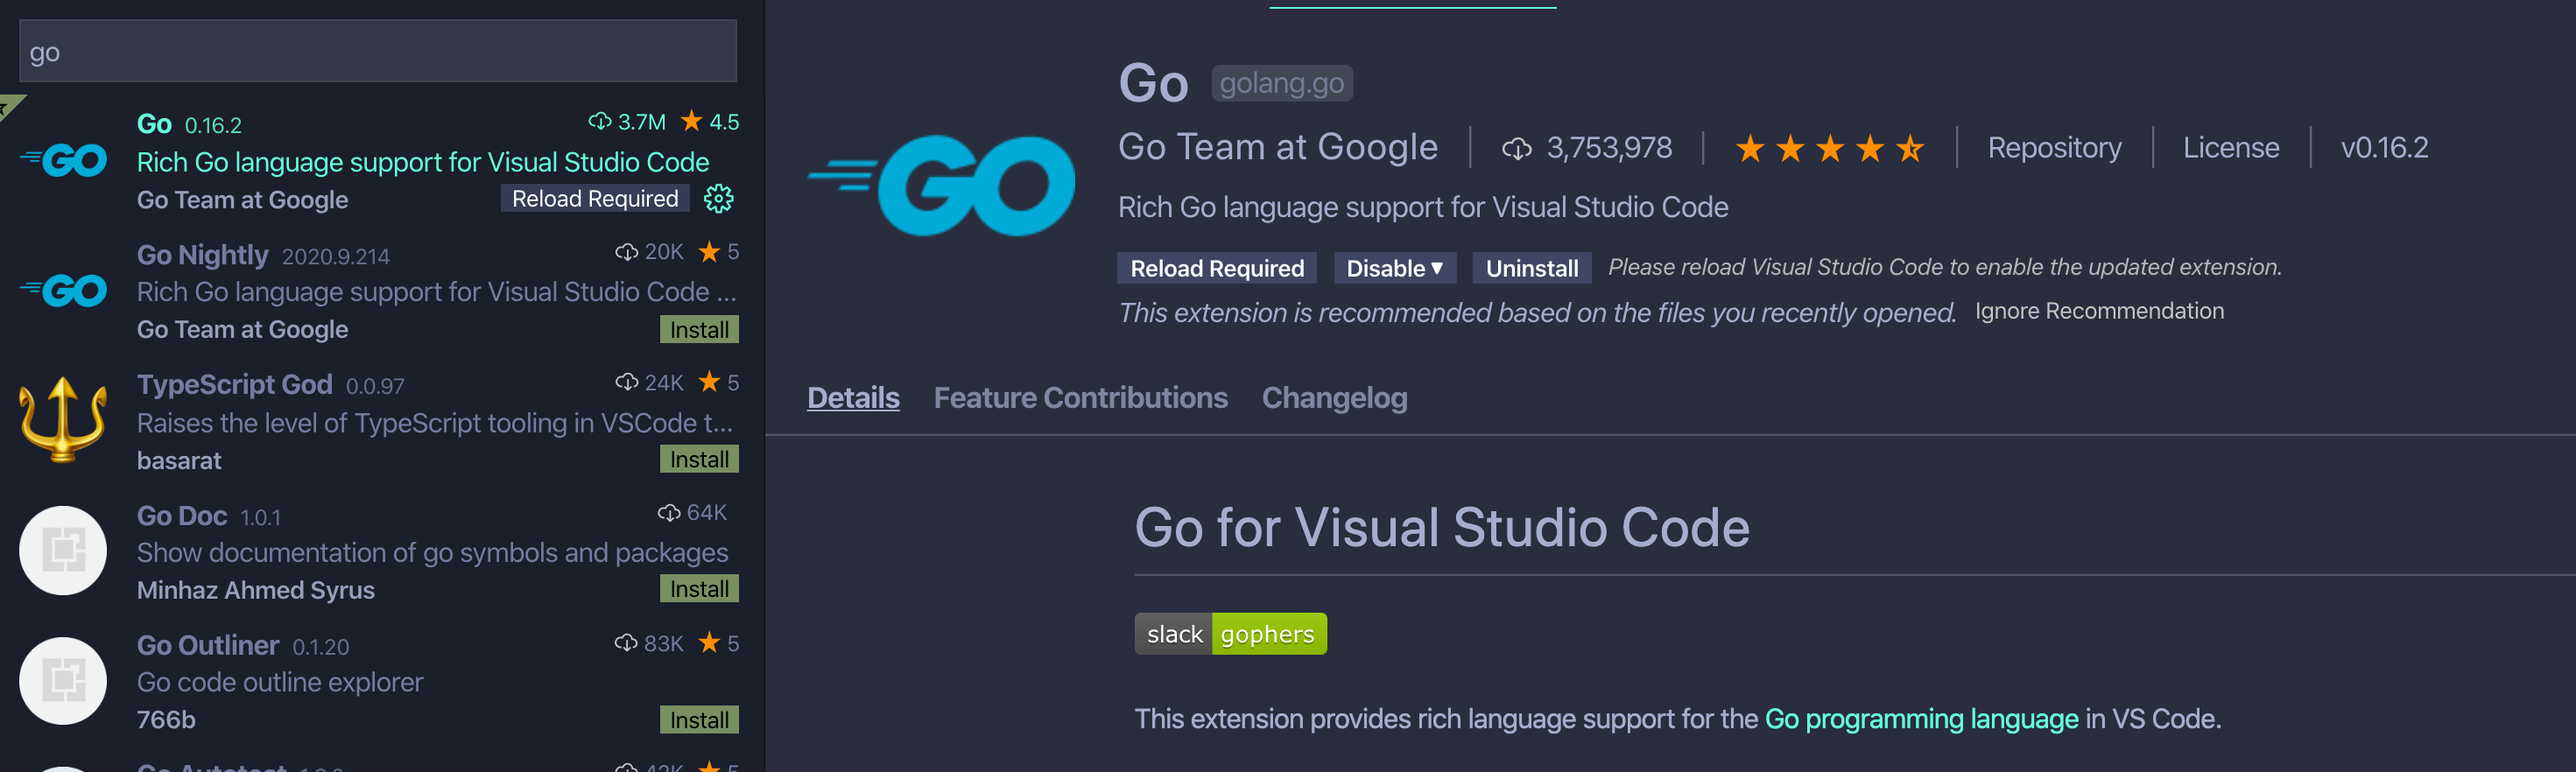 go
Go 0.16.2 3.7M 4.5
Rich Go language support for Visual Studio Code
Go Team at Google Reload Required
GO
Go Nightly 2020.9.214 20K 5
Rich Go language support for Visual Studio Code ...
Go Team at Google Install
GO
TypeScript God 0.0.97 24K 5
Raises the level of TypeScript tooling in VSCode t...
basarat Install
Go Doc 1.0.1 64K
Show documentation of go symbols and packages
Minhaz Ahmed Syrus Install
Go Outliner 0.1.20 83K 5
Go code outline explorer
766b Install
GO
Go golang.go
Go Team at Google 3,753,978 Repository License v0.16.2
Rich Go language support for Visual Studio Code
Reload Required Disable▼ Uninstall Please reload Visual Studio Code to enable the updated extension.
This extension is recommended based on the files you recently opened. Ignore Recommendation
Details Feature Contributions Changelog
Go for Visual Studio Code
slack gophers
This extension provides rich language support for the Go programming language in VS Code.